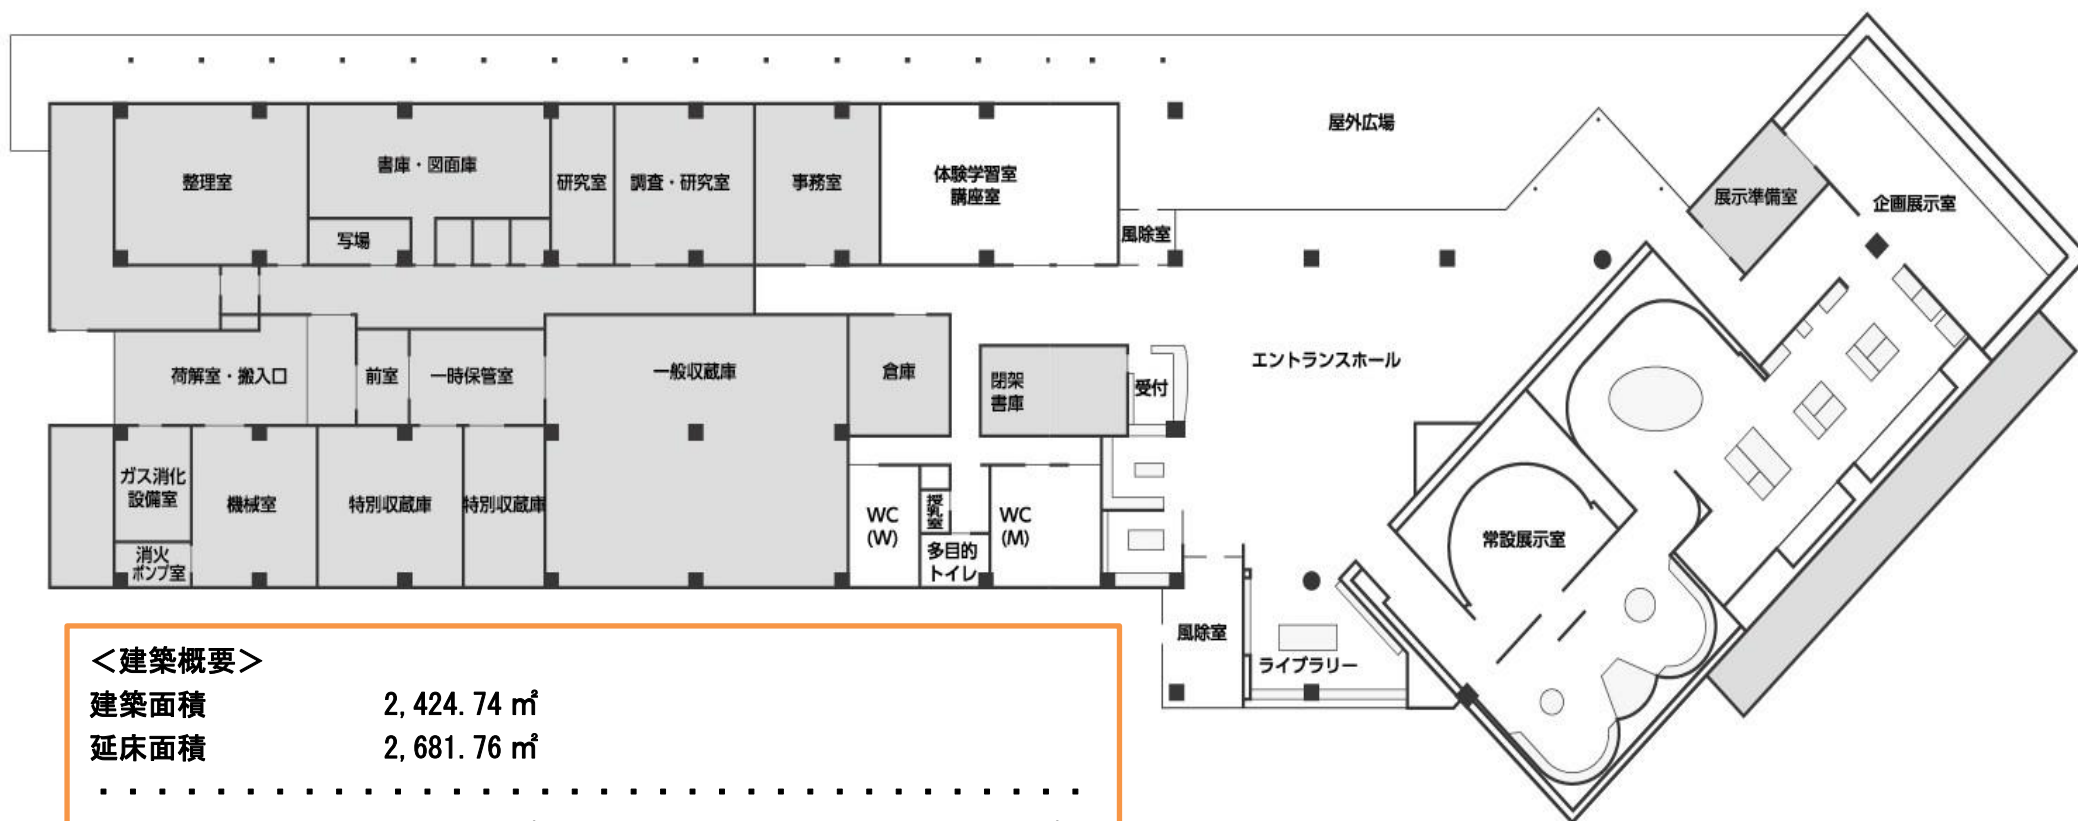 屋外広場
整理室
書庫・図面庫
研究室
調査・研究室
事務室
体験学習室
講座室
風除室
展示準備室
企画展示室
写場
荷解室・搬入口
前室
一時保管室
一般収蔵庫
倉庫
閉架
書庫
受付
エントランスホール
ガス消化
設備室
機械室
特別収蔵庫
特別収蔵庫
消火
ポンプ室
WC
(W)
授乳室
多目的
トイレ
WC
(M)
常設展示室
風除室
ライブラリー
＜建築概要＞
建築面積 2,424.74 ㎡
延床面積 2,681.76 ㎡